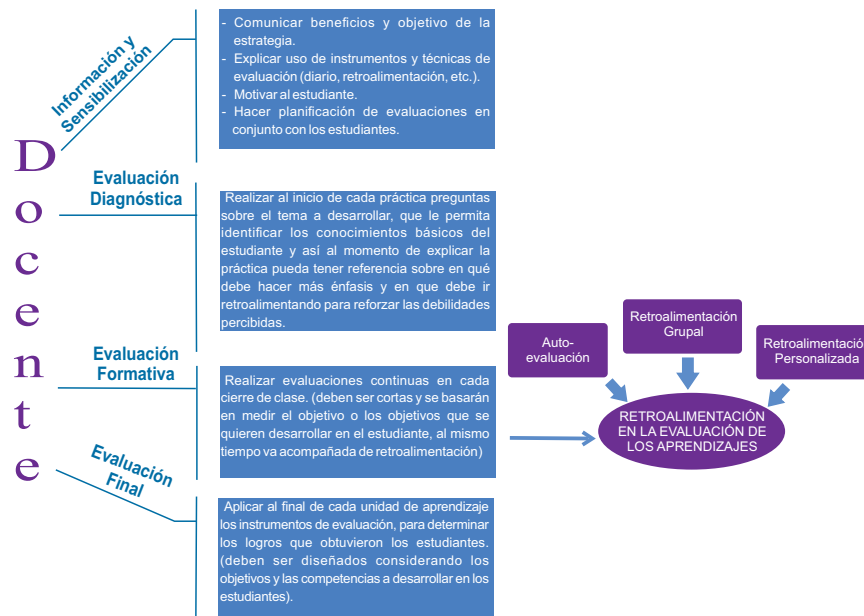 Docente
Información y
Sensibilización
- Comunicar beneficios y objetivo de la
estrategia.
- Explicar uso de instrumentos y técnicas de
evaluación (diario, retroalimentación, etc.).
- Motivar al estudiante.
- Hacer planificación de evaluaciones en
conjunto con los estudiantes.
Evaluación
Diagnóstica
Realizar al inicio de cada práctica preguntas
sobre el tema a desarrollar, que le permita
identificar los conocimientos básicos del
estudiante y así al momento de explicar la
práctica pueda tener referencia sobre en qué
debe hacer más énfasis y en que debe ir
retroalimentando para reforzar las debilidades
percibidas.
Evaluación
Formativa
Realizar evaluaciones continuas en cada
cierre de clase. (deben ser cortas y se basarán
en medir el objetivo o los objetivos que se
quieren desarrollar en el estudiante, al mismo
tiempo va acompañada de retroalimentación)
Auto-
evaluación
Retroalimentación
Grupal
Retroalimentación
Personalizada
RETROALIMENTACIÓN
EN LA EVALUACIÓN DE
LOS APRENDIZAJES
Evaluación
Final
Aplicar al final de cada unidad de aprendizaje
los instrumentos de evaluación, para determinar
los logros que obtuvieron los estudiantes.
(deben ser diseñados considerando los
objetivos y las competencias a desarrollar en los
estudiantes).